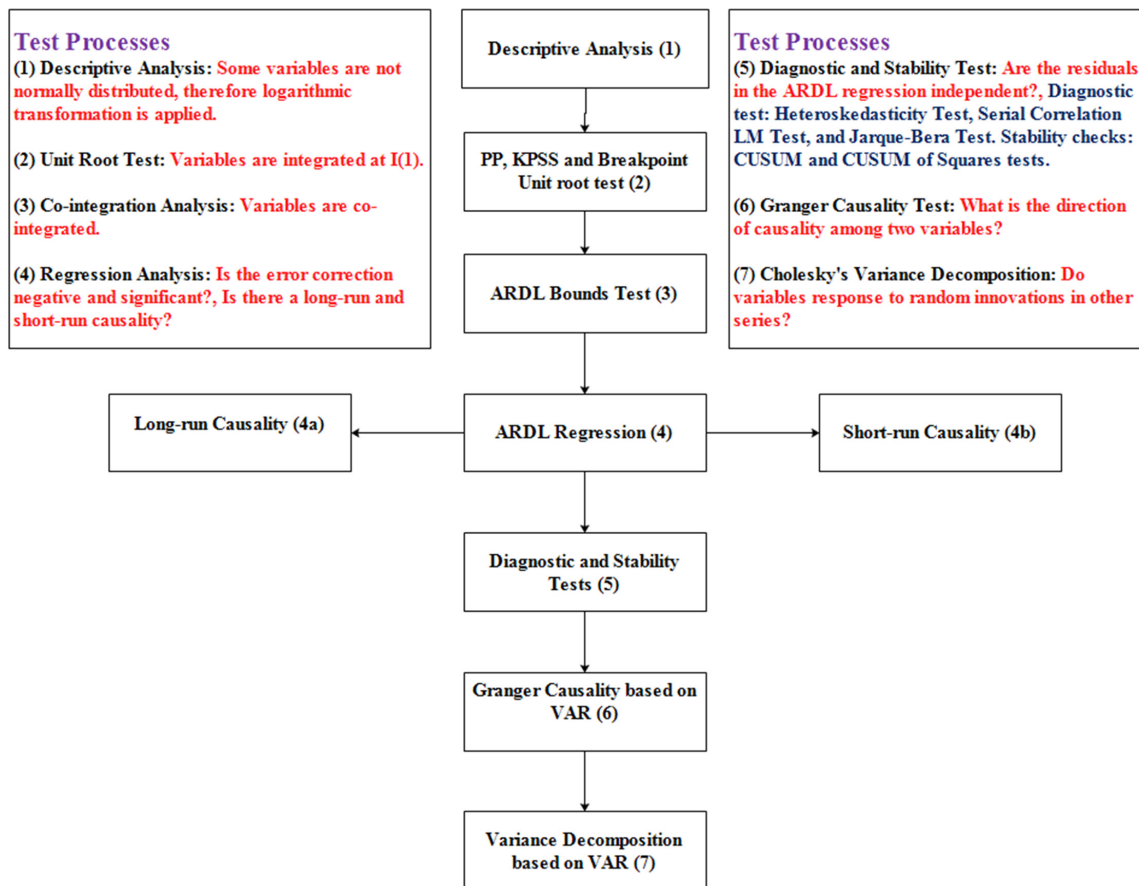 Test Processes
(1) Descriptive Analysis: Some variables are not
normally distributed, therefore logarithmic
transformation is applied.
(2) Unit Root Test: Variables are integrated at I(1).
(3) Co-integration Analysis: Variables are co-
integrated.
(4) Regression Analysis: Is the error correction
negative and significant?, Is there a long-run and
short-run causality?
Descriptive Analysis (1)
PP, KPSS and Breakpoint
Unit root test (2)
ARDL Bounds Test (3)
Test Processes
(5) Diagnostic and Stability Test: Are the residuals
in the ARDL regression independent?, Diagnostic
test: Heteroskedasticity Test, Serial Correlation
LM Test, and Jarque-Bera Test. Stability checks:
CUSUM and CUSUM of Squares tests.
(6) Granger Causality Test: What is the direction
of causality among two variables?
(7) Cholesky's Variance Decomposition: Do
variables response to random innovations in other
series?
Long-run Causality (4a)
ARDL Regression (4)
Short-run Causality (4b)
Diagnostic and Stability
Tests (5)
Granger Causality based on
VAR (6)
Variance Decomposition
based on VAR (7)